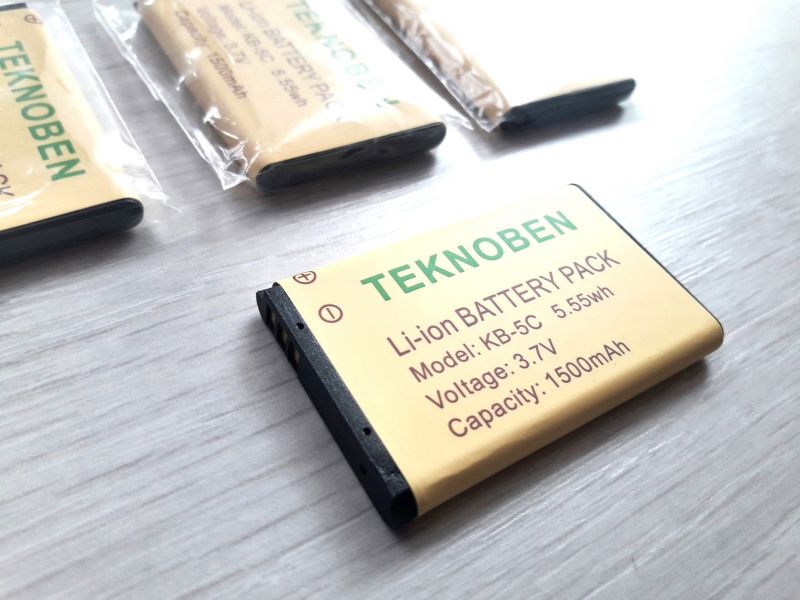 TEKNOBEN
ACK
TEKNOBEN
Li-ion BATTERY PACK
Model: KB-5C 5.55wh
Voltage: 3.7V
Capacity: 1500mAh
+
-
TEKNOBEN
Li-ion BATTERY PACK
Model: KB-5C 5.55wh
Voltage: 3.7V
Capacity: 1500mAh